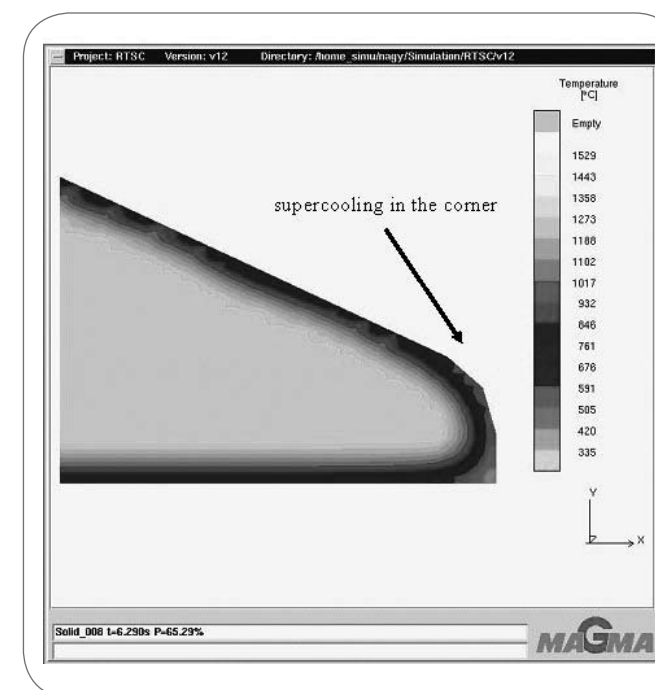 Project: RTSC Version: v12 Directory: /home_simu/nagy/Simulation/RTSC/v12
Temperature
[°C]
Empty
1529
1443
1358
1273
1188
1102
1017
932
846
761
676
591
505
420
335
supercooling in the corner
Y
Z
X
Solid_008 t=6.290s P=65.29%
MAGMA